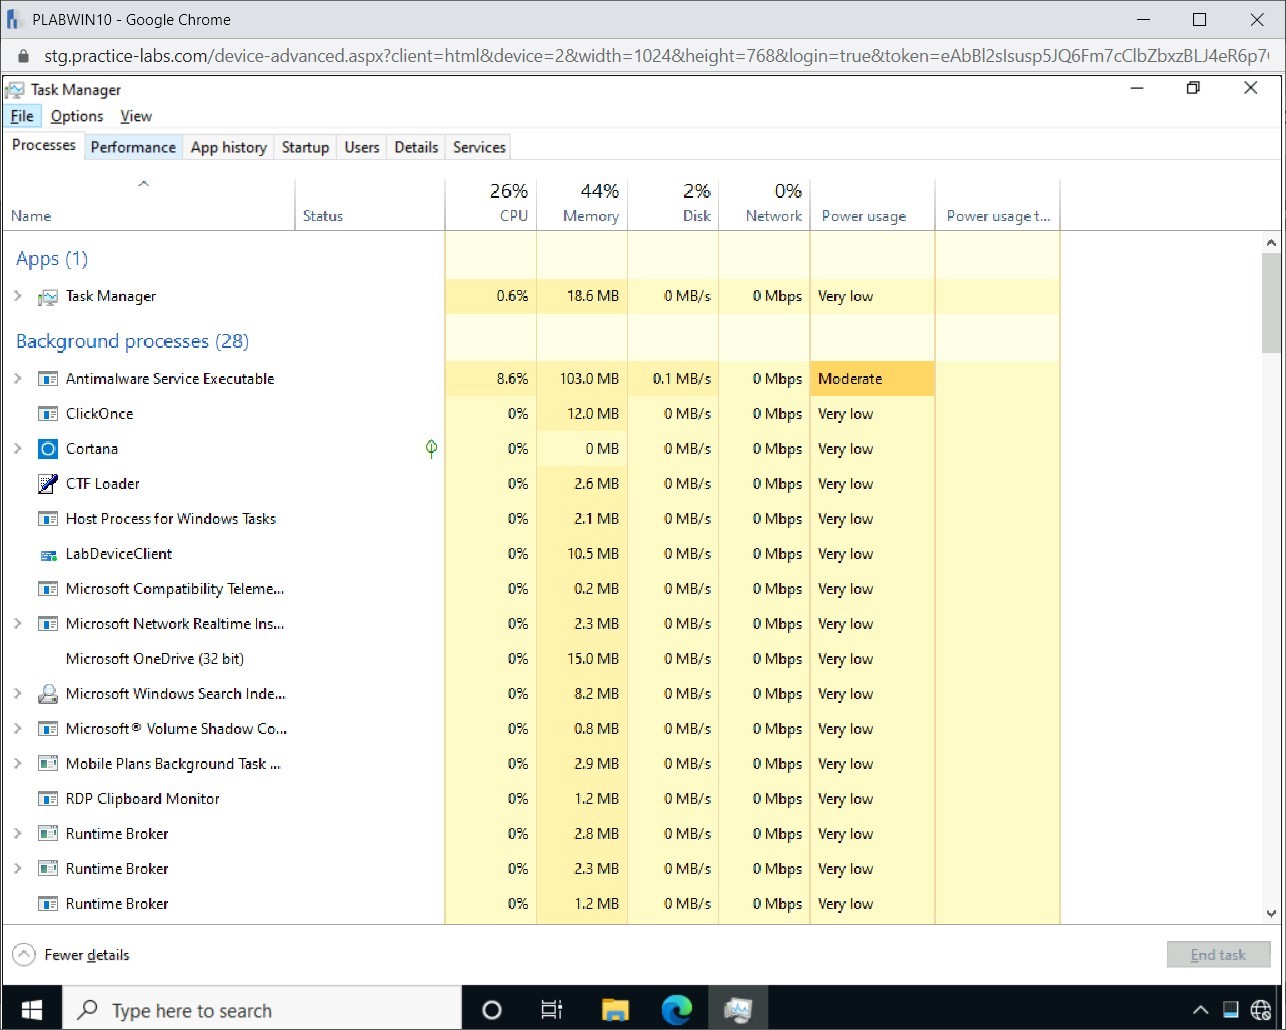 PLABWIN10 - Google Chrome
stg.practice-labs.com/device-advanced.aspx?client=html&device=2&width=1024&height=768&login=true&token=
Task Manager
File Options View
Processes Performance App history Startup Users Details Services
26% 44% 2% 0%
Name Status CPU Memory Disk Network Power usage Power usage t...
Apps (1)
Task Manager 0.6% 18.6 MB 0 MB/s 0 Mbps Very low
Background processes (28)
Antimalware Service Executable 8.6% 103.0 MB 0.1 MB/s 0 Mbps Moderate
ClickOnce 0% 12.0 MB 0 MB/s 0 Mbps Very low
Cortana 0% 0 MB 0 MB/s 0 Mbps Very low
CTF Loader 0% 2.6 MB 0 MB/s 0 Mbps Very low
Host Process for Windows Tasks 0% 2.1 MB 0 MB/s 0 Mbps Very low
LabDeviceClient 0% 10.5 MB 0 MB/s 0 Mbps Very low
Microsoft Compatibility Teleme... 0% 0.2 MB 0 MB/s 0 Mbps Very low
Microsoft Network Realtime Ins... 0% 2.3 MB 0 MB/s 0 Mbps Very low
Microsoft OneDrive (32 bit) 0% 15.0 MB 0 MB/s 0 Mbps Very low
Microsoft Windows Search Inde... 0% 8.2 MB 0 MB/s 0 Mbps Very low
Microsoft® Volume Shadow Co... 0% 0.8 MB 0 MB/s 0 Mbps Very low
Mobile Plans Background Task ... 0% 2.9 MB 0 MB/s 0 Mbps Very low
RDP Clipboard Monitor 0% 1.2 MB 0 MB/s 0 Mbps Very low
Runtime Broker 0% 2.8 MB 0 MB/s 0 Mbps Very low
Runtime Broker 0% 2.3 MB 0 MB/s 0 Mbps Very low
Runtime Broker 0% 1.2 MB 0 MB/s 0 Mbps Very low
Fewer details End task
Type here to search